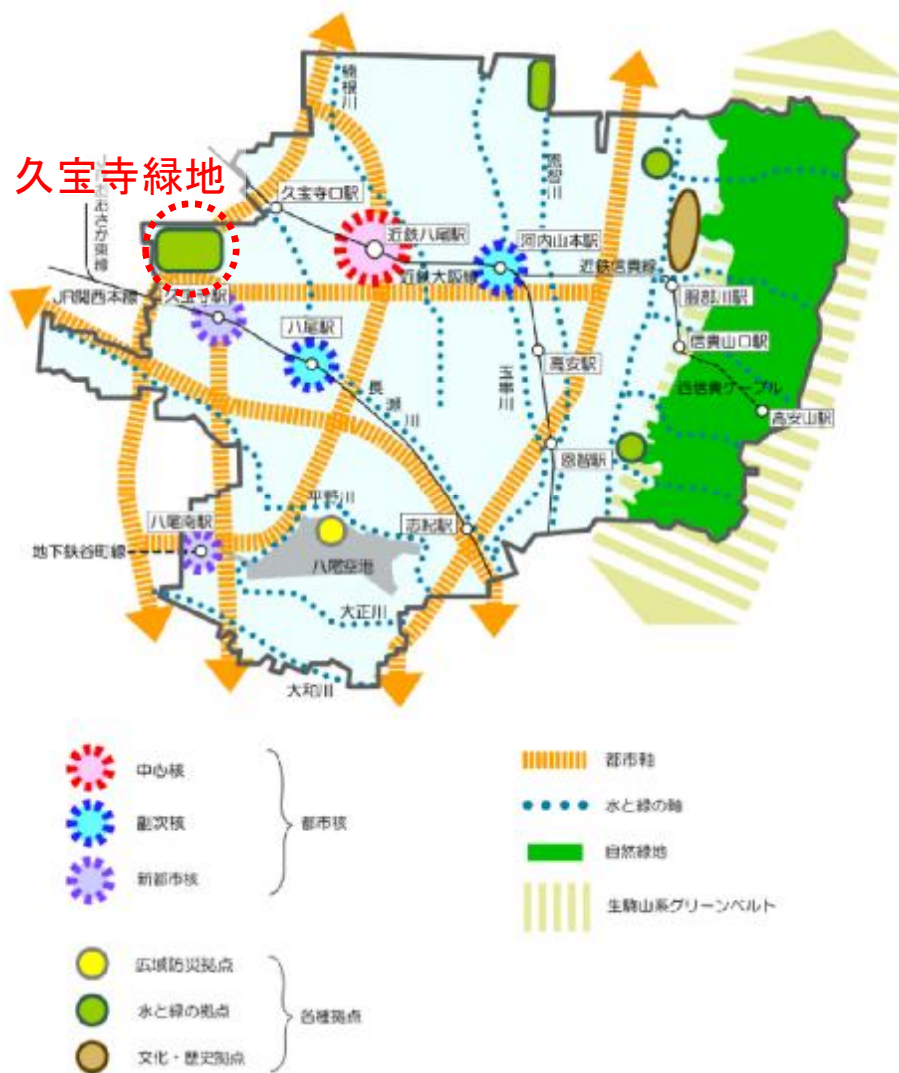 楠根川
久宝寺緑地
恩智川
久宝寺口駅
近鉄八尾駅
河内山本駅
近鉄大阪線
近鉄信貴線
JR関西本線
久宝寺駅
服部川駅
八尾駅
信貴山口駅
高安駅
長瀬川
玉串川
西信貴ケーブル
高安山駅
恩智駅
平野川
八尾南駅
志紀駅
地下鉄谷町線
八尾空港
大正川
大和川
中心核
副次核
新都市核
都市核
広域防災拠点
水と緑の拠点
文化・歴史拠点
各種拠点
都市軸
水と緑の軸
自然緑地
生駒山系グリーンベルト